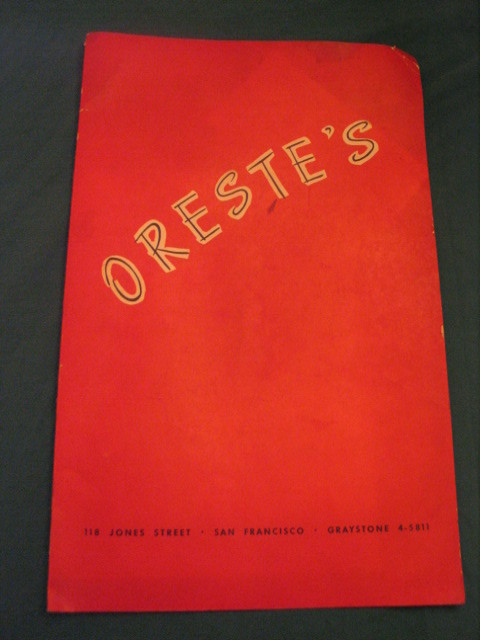 ORESTE'S
118 JONES STREET · SAN FRANCISCO · GRAYSTONE 4-5811